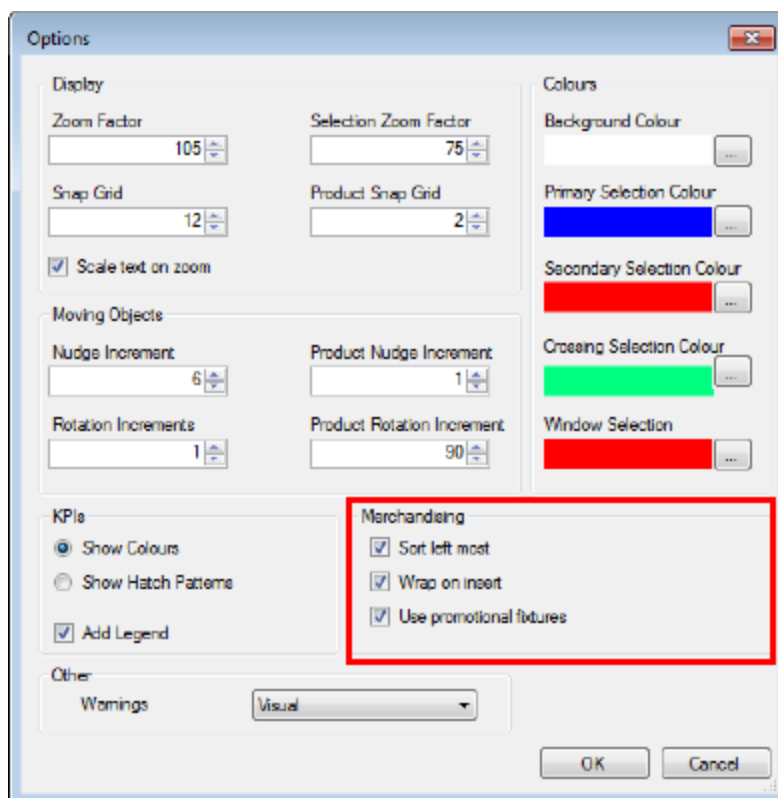 Options
Display
Zoom Factor
Selection Zoom Factor
105
75
Snap Grid
Product Snap Grid
12
2
Scale text on zoom
Moving Objects
Nudge Increment
Product Nudge Increment
6
1
Rotation Increments
Product Rotation Increment
1
90
Colours
Background Colour
...
Primary Selection Colour
...
Secondary Selection Colour
...
Crossing Selection Colour
...
Window Selection
...
KPIs
Show Colours
Show Hatch Patterns
Add Legend
Merchandising
Sort left most
Wrap on insert
Use promotional fixtures
Other
Warnings
Visual
OK
Cancel